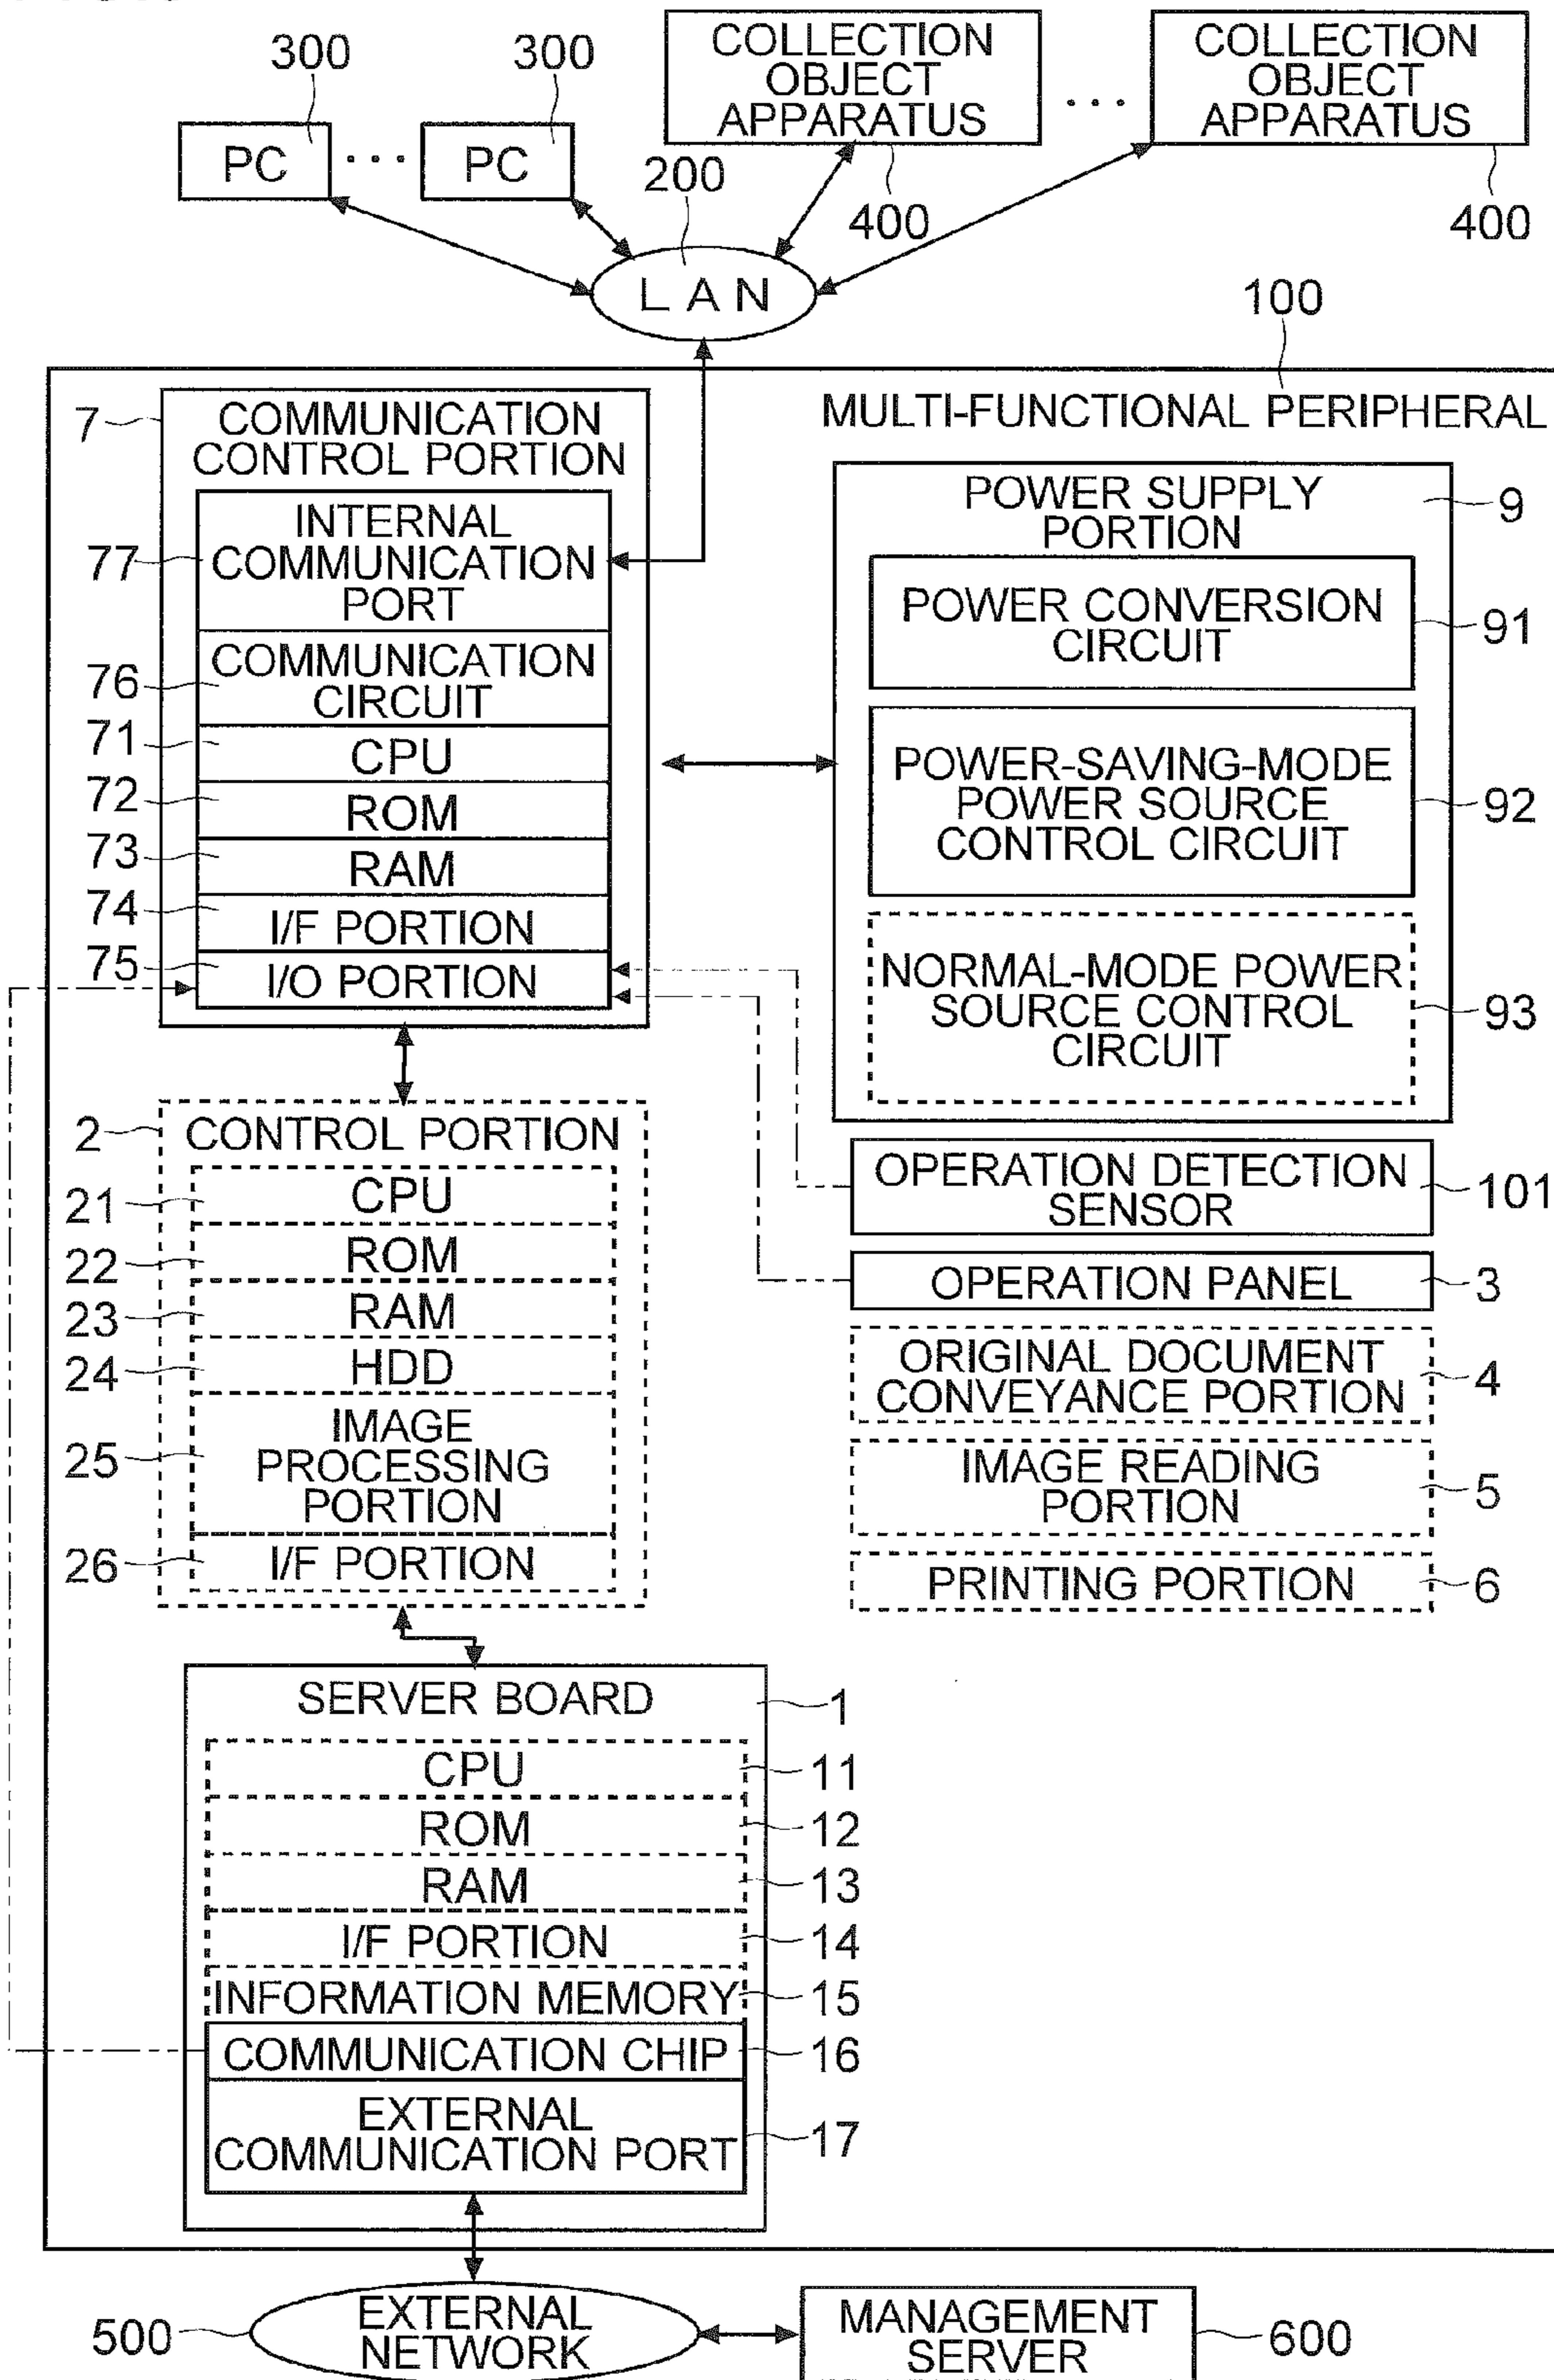 300
300
COLLECTION
OBJECT
APPARATUS
COLLECTION
OBJECT
APPARATUS
PC
...
PC
...
200
400
400
LAN
100
7
COMMUNICATION
CONTROL PORTION
MULTI-FUNCTIONAL PERIPHERAL
77
INTERNAL
COMMUNICATION
PORT
76
COMMUNICATION
CIRCUIT
71
CPU
72
ROM
73
RAM
74
I/F PORTION
75
I/O PORTION
POWER SUPPLY
PORTION
9
POWER CONVERSION
CIRCUIT
91
POWER-SAVING-MODE
POWER SOURCE
CONTROL CIRCUIT
92
NORMAL-MODE POWER
SOURCE CONTROL
CIRCUIT
93
2
CONTROL PORTION
21
CPU
22
ROM
23
RAM
24
HDD
25
IMAGE
PROCESSING
PORTION
26
I/F PORTION
OPERATION DETECTION
SENSOR
101
OPERATION PANEL
3
ORIGINAL DOCUMENT
CONVEYANCE PORTION
4
IMAGE READING
PORTION
5
PRINTING PORTION
6
SERVER BOARD
1
CPU
11
ROM
12
RAM
13
I/F PORTION
14
INFORMATION MEMORY
15
COMMUNICATION CHIP
16
EXTERNAL
COMMUNICATION PORT
17
500
EXTERNAL
NETWORK
MANAGEMENT
SERVER
600